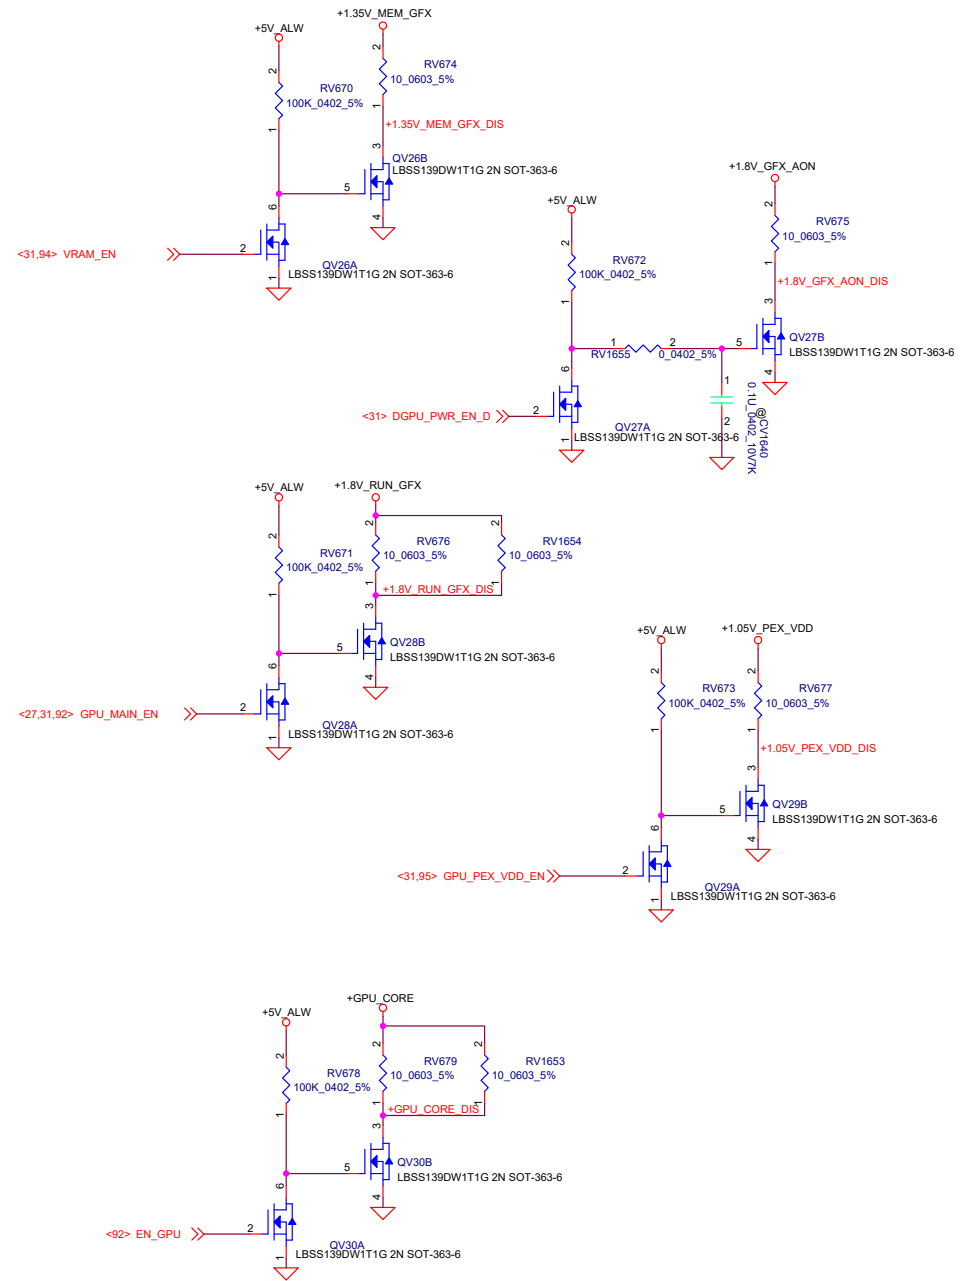 +1.35V_MEM_GFX
+5V_ALW
2
RV674
10_0603_5%
1
2
RV670
100K_0402_5%
1
+1.35V_MEM_GFX_DIS
3
QV26B
LBSS139DW1T1G 2N SOT-363-6
5
4
6
<31,94> VRAM_EN
2
QV26A
LBSS139DW1T1G 2N SOT-363-6
1
+1.8V_GFX_AON
+5V_ALW
2
RV675
10_0603_5%
1
2
RV672
100K_0402_5%
1
+1.8V_GFX_AON_DIS
3
QV27B
LBSS139DW1T1G 2N SOT-363-6
1
2
RV1655
0_0402_5%
5
4
6
1
2
@CV1640
0.1U_0402_10V7K
<31> DGPU_PWR_EN_D
2
QV27A
LBSS139DW1T1G 2N SOT-363-6
1
+5V_ALW
+1.8V_RUN_GFX
2
RV676
10_0603_5%
1
2
RV1654
10_0603_5%
1
2
RV671
100K_0402_5%
1
+1.8V_RUN_GFX_DIS
3
QV28B
LBSS139DW1T1G 2N SOT-363-6
5
4
6
<27,31,92> GPU_MAIN_EN
2
QV28A
LBSS139DW1T1G 2N SOT-363-6
1
+5V_ALW
+1.05V_PEX_VDD
2
RV673
100K_0402_5%
1
2
RV677
10_0603_5%
1
+1.05V_PEX_VDD_DIS
3
QV29B
LBSS139DW1T1G 2N SOT-363-6
5
4
6
<31,95> GPU_PEX_VDD_EN
2
QV29A
LBSS139DW1T1G 2N SOT-363-6
1
+GPU_CORE
+5V_ALW
2
RV679
10_0603_5%
1
2
RV1653
10_0603_5%
1
2
RV678
100K_0402_5%
1
+GPU_CORE_DIS
3
QV30B
LBSS139DW1T1G 2N SOT-363-6
5
4
6
<92> EN_GPU
2
QV30A
LBSS139DW1T1G 2N SOT-363-6
1